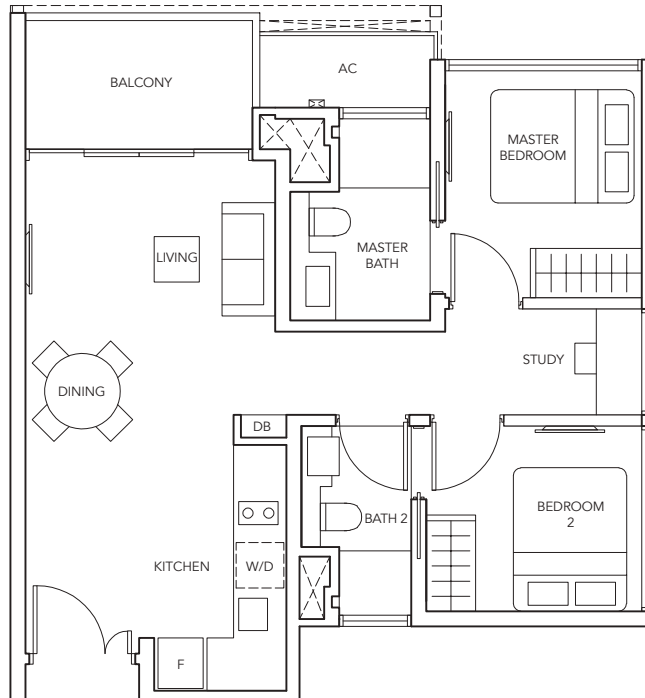 BALCONY
AC
MASTER
BEDROOM
LIVING
MASTER
BATH
STUDY
DINING
DB
BEDROOM
2
BATH 2
KITCHEN
W/D
F